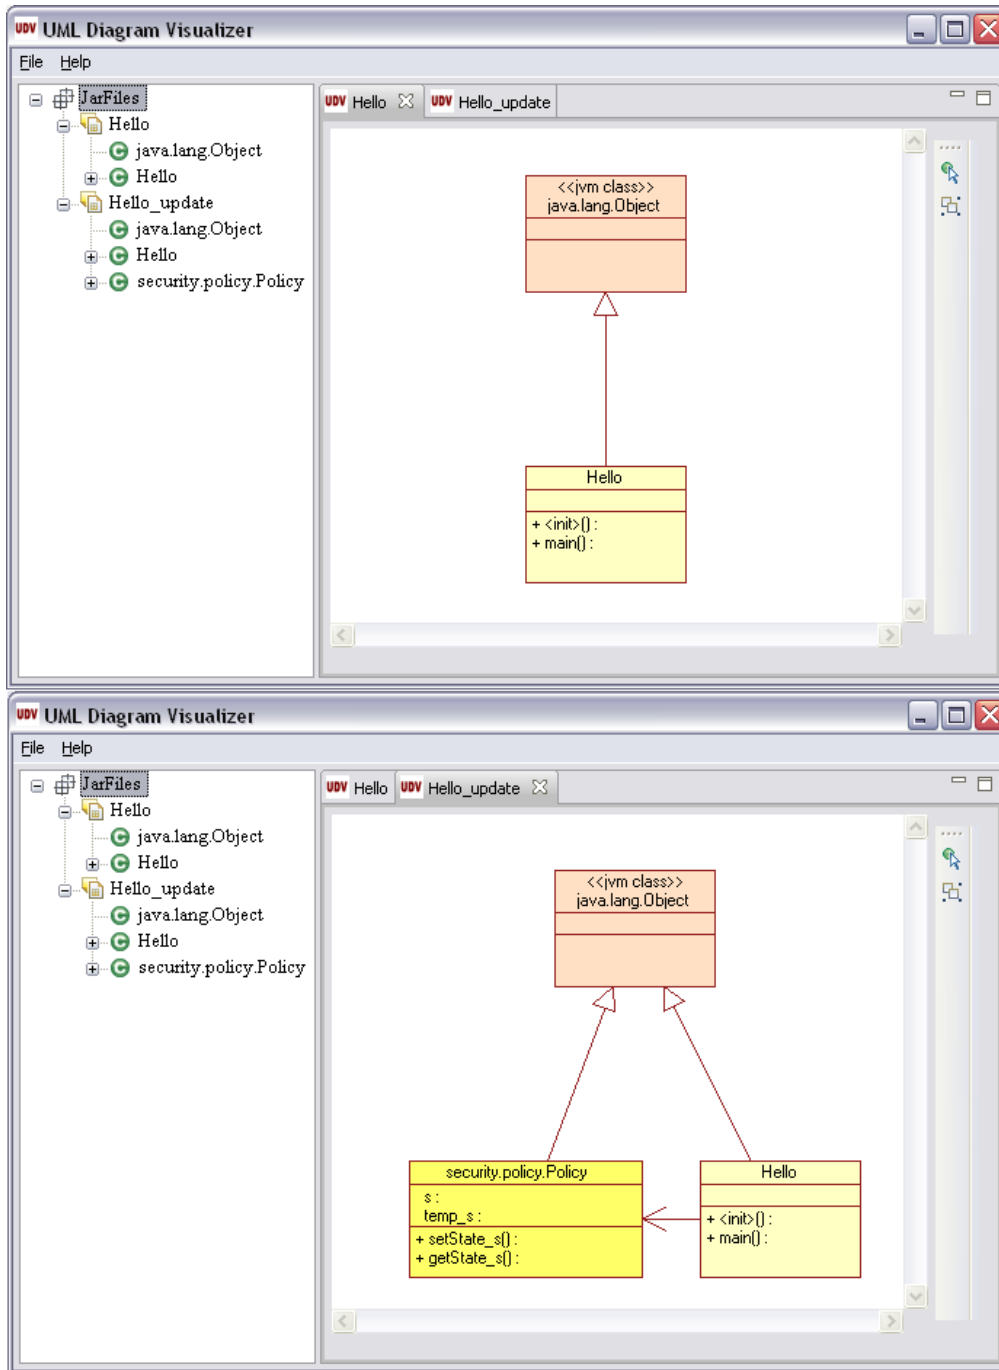 UDV UML Diagram Visualizer
File Help
JarFiles
Hello
java.lang.Object
Hello
Hello_update
java.lang.Object
Hello
security.policy.Policy
UDV Hello UDV Hello_update
<<jvm class>>
java.lang.Object
Hello
+ <init>() :
+ main() :
UDV UML Diagram Visualizer
File Help
JarFiles
Hello
java.lang.Object
Hello
Hello_update
java.lang.Object
Hello
security.policy.Policy
UDV Hello UDV Hello_update
<<jvm class>>
java.lang.Object
security.policy.Policy
s :
temp_s :
+ setState_s() :
+ getState_s() :
Hello
+ <init>() :
+ main() :